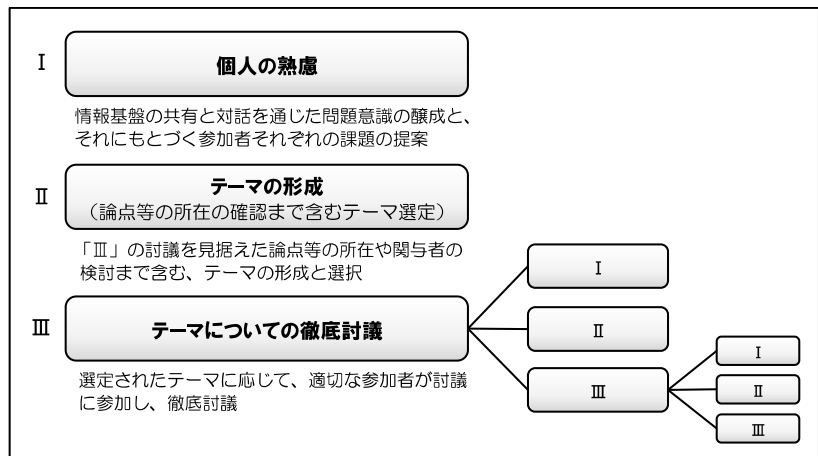 Ⅰ
個人の熟慮
情報基盤の共有と対話を通じた問題意識の醸成と、
それにもとづく参加者それぞれの課題の提案
Ⅱ
テーマの形成
（論点等の所在の確認まで含むテーマ選定）
「Ⅲ」の討議を見据えた論点等の所在や関与者の
検討まで含む、テーマの形成と選択
Ⅲ
テーマについての徹底討議
選定されたテーマに応じて、適切な参加者が討議
に参加し、徹底討議
Ⅰ
Ⅱ
Ⅲ
Ⅰ
Ⅱ
Ⅲ